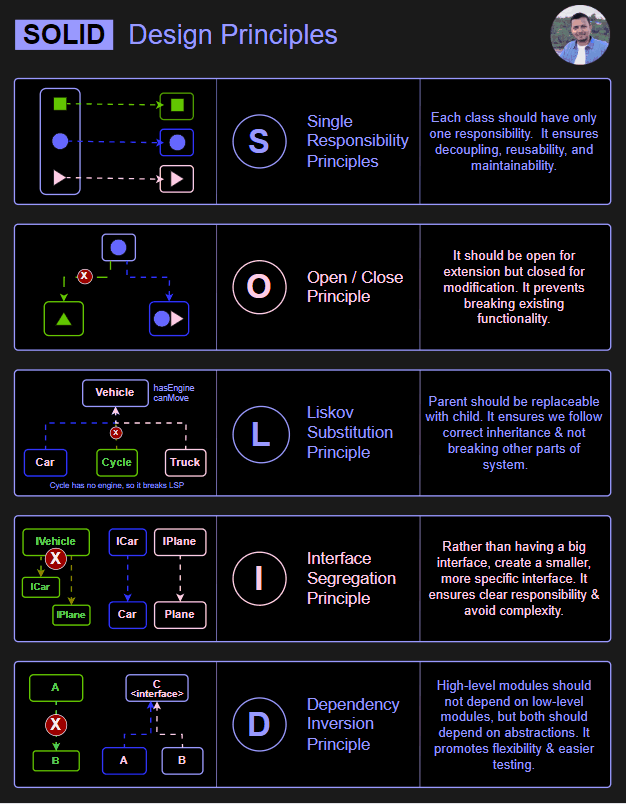 SOLID Design Principles
S
Single
Responsibility
Principles
Each class should have only
one responsibility. It ensures
decoupling, reusability, and
maintainability.
X
O
Open / Close
Principle
It should be open for
extension but closed for
modification. It prevents
breaking existing
functionality.
Vehicle
hasEngine
canMove
X
Car
Cycle
Truck
Cycle has no engine, so it breaks LSP
L
Liskov
Substitution
Principle
Parent should be replaceable
with child. It ensures we follow
correct inheritance & not
breaking other parts of
system.
IVehicle
X
ICar
IPlane
ICar
IPlane
Car
Plane
I
Interface
Segregation
Principle
Rather than having a big
interface, create a smaller,
more specific interface. It
ensures clear responsibility &
avoid complexity.
A
X
B
C
<interface>
A
B
D
Dependency
Inversion
Principle
High-level modules should
not depend on low-level
modules, but both should
depend on abstractions. It
promotes flexibility & easier
testing.